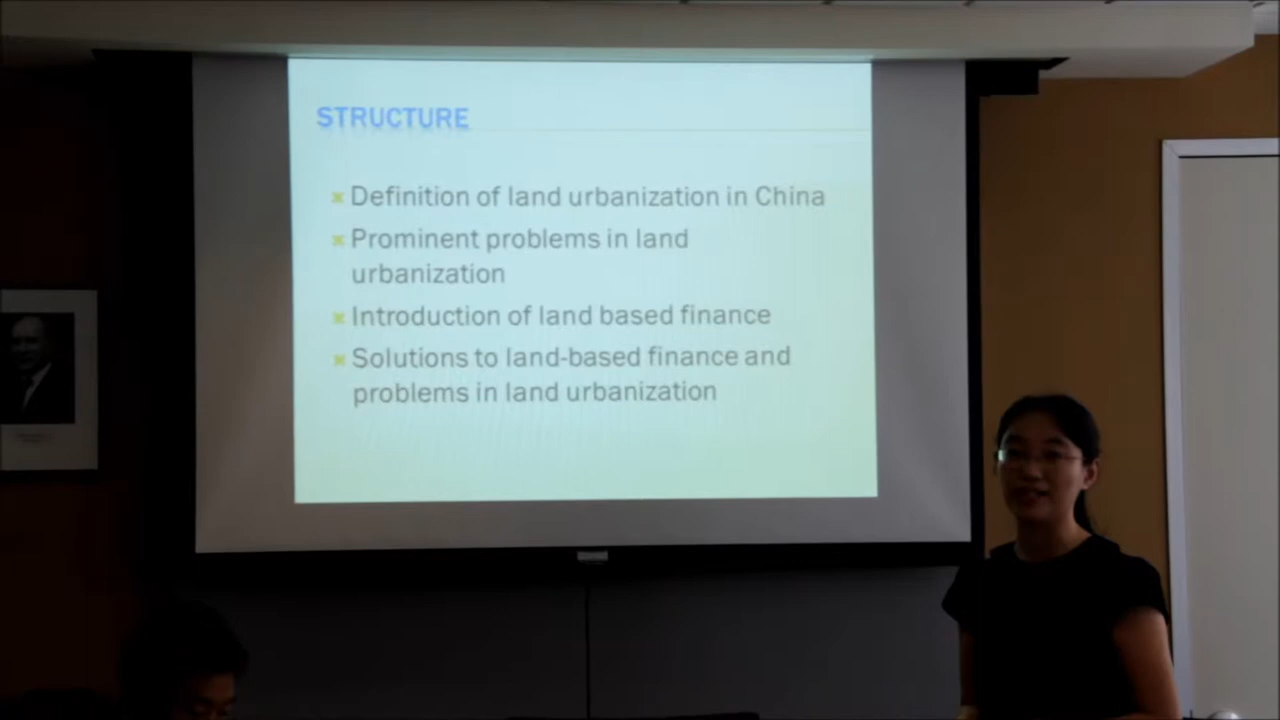 STRUCTURE
Definition of land urbanization in China
Prominent problems in land
urbanization
Introduction of land based finance
Solutions to land-based finance and
problems in land urbanization